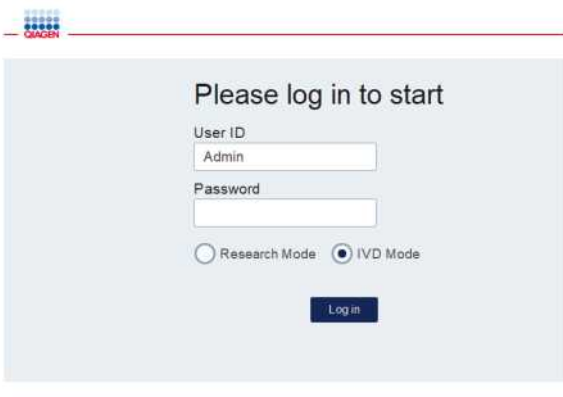 QIAGEN
Please log in to start
User ID
Admin
Password
Research Mode IVD Mode
Log in